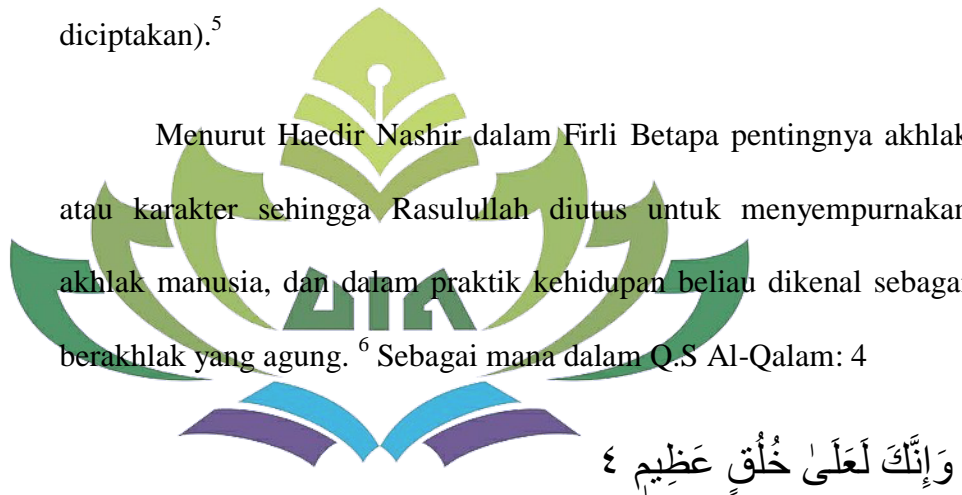 diciptakan).⁵
Menurut Haedir Nashir dalam Firli Betapa pentingnya akhlak
atau karakter sehingga Rasulullah diutus untuk menyempurnakan
akhlak manusia, dan dalam praktik kehidupan beliau dikenal sebagai
berakhlak yang agung. ⁶ Sebagai mana dalam Q.S Al-Qalam: 4
وَإِنَّكَ لَعَلَىٰ خُلُقٍ عَظِيمٖ ٤